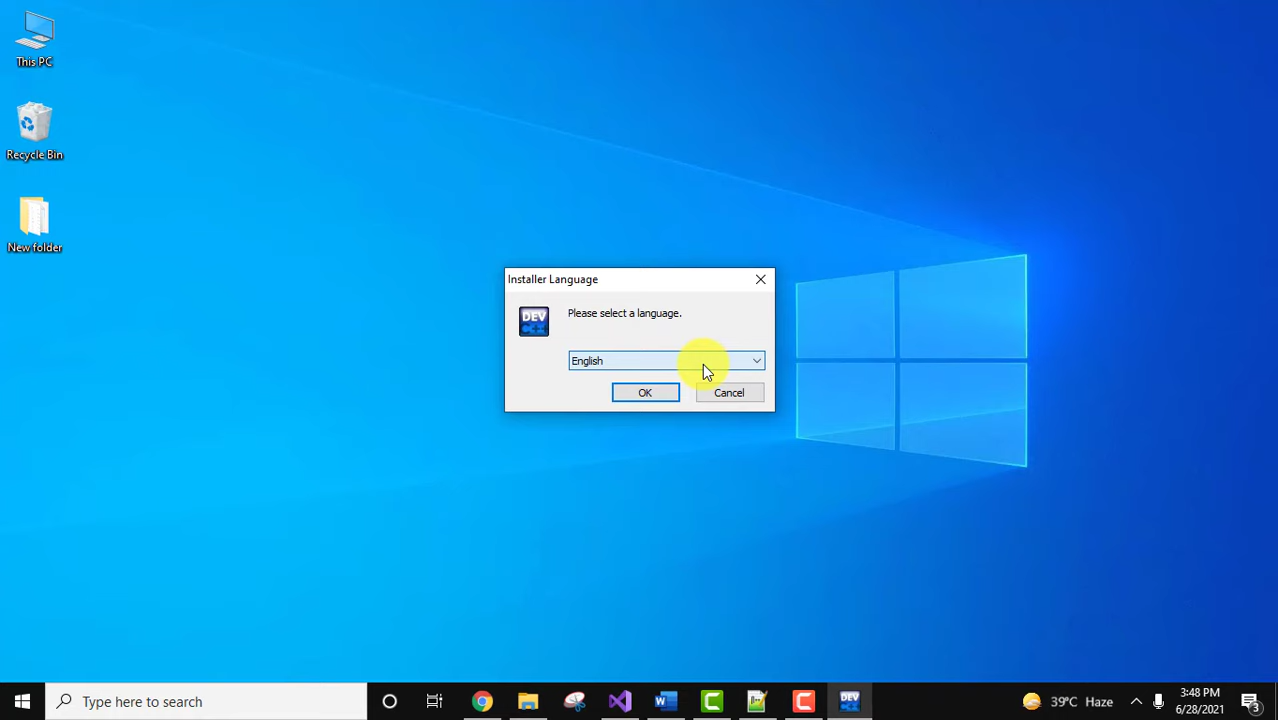 This PC
Recycle Bin
New folder
Installer Language
DEV
C++
Please select a language.
English
OK
Cancel
Type here to search
DEV
39°C Haze
3:48 PM
6/28/2021
3